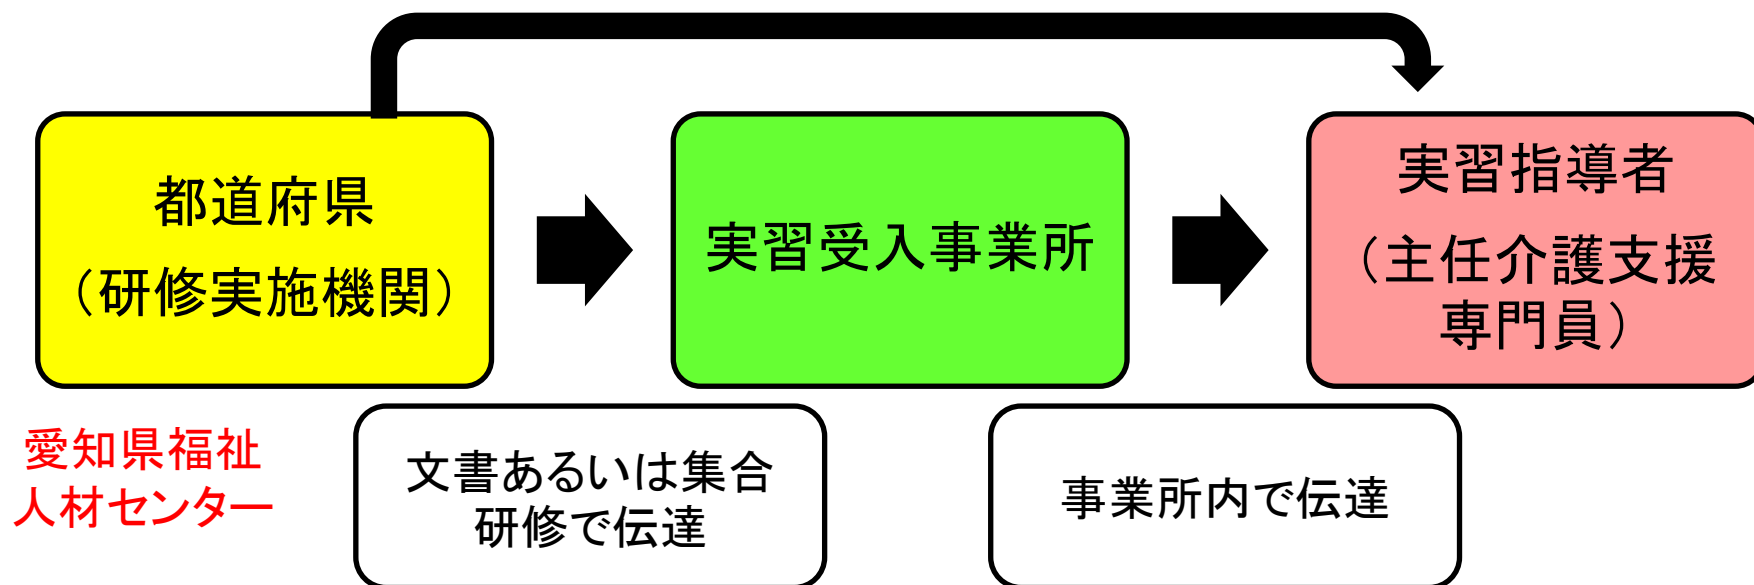 都道府県
（研修実施機関）
実習受入事業所
実習指導者
（主任介護支援
専門員）
愛知県福祉
人材センター
文書あるいは集合
研修で伝達
事業所内で伝達